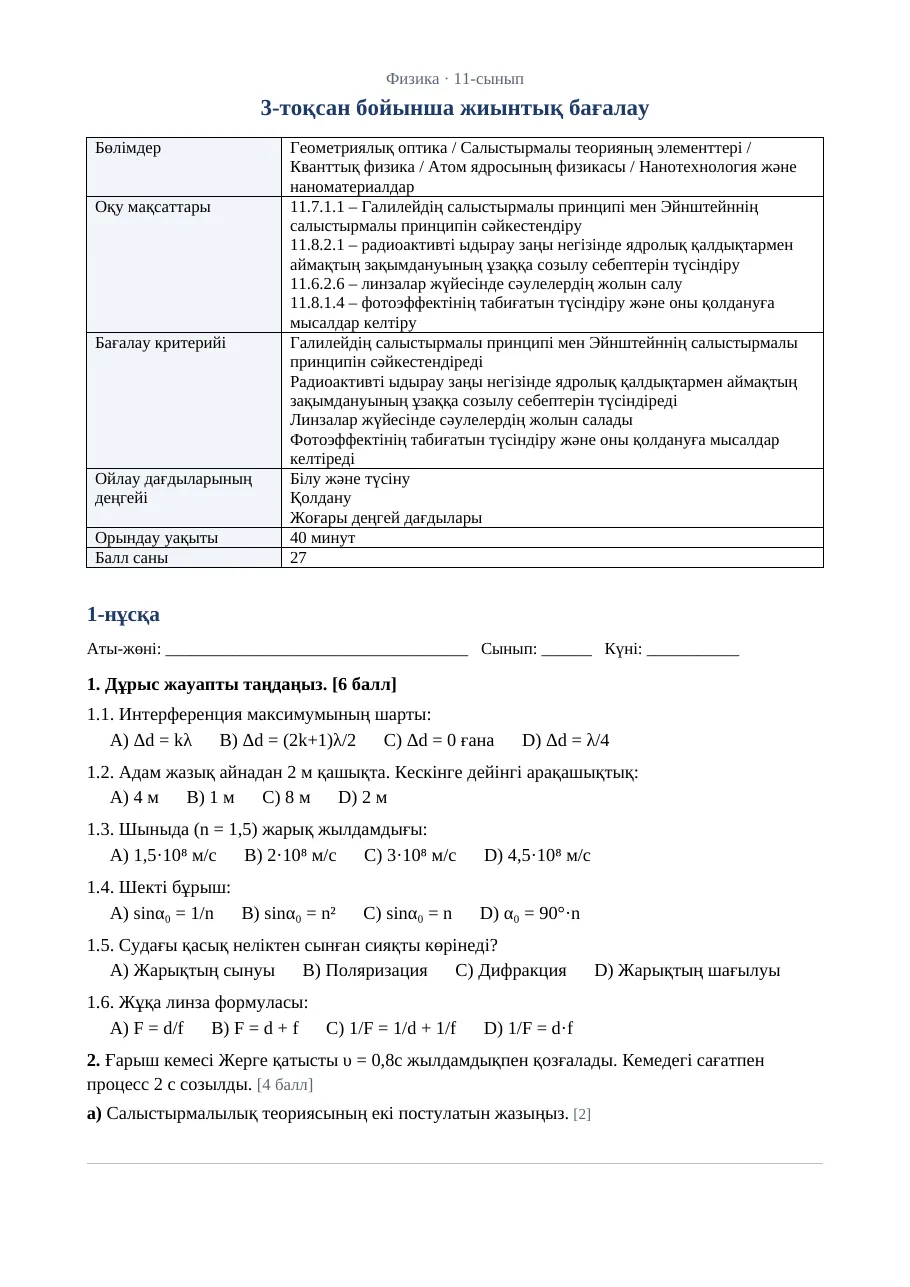 Физика · 11-сынып
3-тоқсан бойынша жиынтық бағалау
Бөлімдер
Геометриялық оптика / Салыстырмалы теорияның элементтері /
Кванттық физика / Атом ядросының физикасы / Нанотехнология және
наноматериалдар
Оқу мақсаттары
11.7.1.1 – Галилейдің салыстырмалы принципі мен Эйнштейннің
салыстырмалы принципін сәйкестендіру
11.8.2.1 – радиоактивті ыдырау заңы негізінде ядролық қалдықтармен
аймақтың зақымдануының ұзаққа созылу себептерін түсіндіру
11.6.2.6 – линзалар жүйесінде сәулелердің жолын салу
11.8.1.4 – фотоэффектінің табиғатын түсіндіру және оны қолдануға
мысалдар келтіру
Бағалау критерийі
Галилейдің салыстырмалы принципі мен Эйнштейннің салыстырмалы
принципін сәйкестендіреді
Радиоактивті ыдырау заңы негізінде ядролық қалдықтармен аймақтың
зақымдануының ұзаққа созылу себептерін түсіндіреді
Линзалар жүйесінде сәулелердің жолын салады
Фотоэффектінің табиғатын түсіндіру және оны қолдануға мысалдар
келтіреді
Ойлау дағдыларының
деңгейі
Білу және түсіну
Қолдану
Жоғары деңгей дағдылары
Орындау уақыты
40 минут
Балл саны
27
1-нұсқа
Аты-жөні: ____________________________________ Сынып: ______ Күні: ___________
1. Дұрыс жауапты таңдаңыз. [6 балл]
1.1. Интерференция максимумының шарты:
A) Δd = kλ B) Δd = (2k+1)λ/2 C) Δd = 0 ғана D) Δd = λ/4
1.2. Адам жазық айнадан 2 м қашықта. Кескінге дейінгі арақашықтық:
A) 4 м B) 1 м C) 8 м D) 2 м
1.3. Шыныда (n = 1,5) жарық жылдамдығы:
A) 1,5·10⁸ м/с B) 2·10⁸ м/с C) 3·10⁸ м/с D) 4,5·10⁸ м/с
1.4. Шекті бұрыш:
A) sinα₀ = 1/n B) sinα₀ = n² C) sinα₀ = n D) α₀ = 90°·n
1.5. Судағы қасық неліктен сынған сияқты көрінеді?
A) Жарықтың сынуы B) Поляризация C) Дифракция D) Жарықтың шағылуы
1.6. Жұқа линза формуласы:
A) F = d/f B) F = d + f C) 1/F = 1/d + 1/f D) 1/F = d·f
2. Ғарыш кемесі Жерге қатысты υ = 0,8c жылдамдықпен қозғалады. Кемедегі сағатпен
процесс 2 с созылды. [4 балл]
а) Салыстырмалылық теориясының екі постулатын жазыңыз. [2]